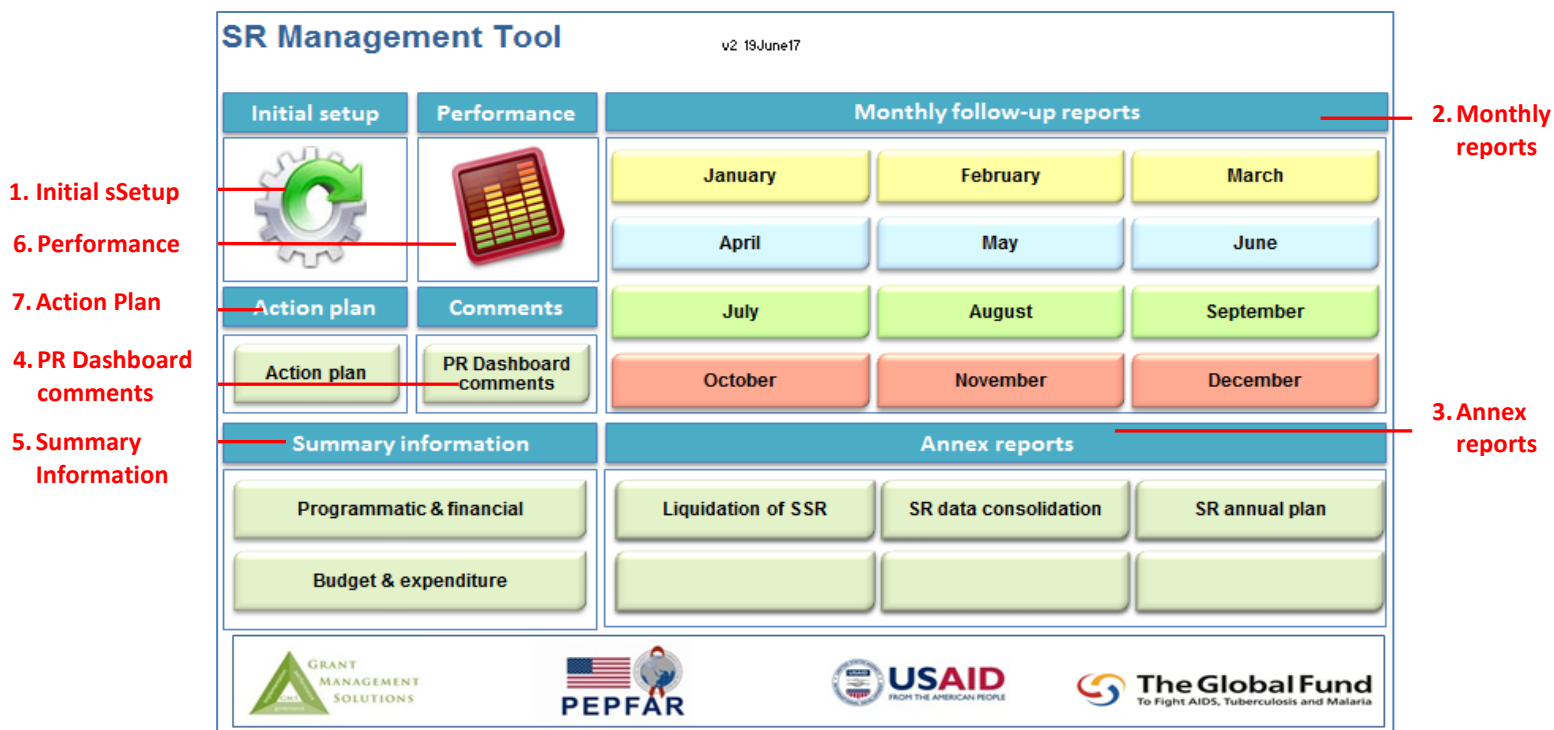 SR Management Tool
v2 19June17
Initial setup
Performance
Monthly follow-up reports
2. Monthly
reports
1. Initial sSetup
6. Performance
January
February
March
April
May
June
7. Action Plan
Action plan
Comments
July
August
September
4. PR Dashboard
comments
Action plan
PR Dashboard
comments
October
November
December
5. Summary
Information
Summary information
Annex reports
3. Annex
reports
Programmatic & financial
Liquidation of SSR
SR data consolidation
SR annual plan
Budget & expenditure
GRANT
MANAGEMENT
SOLUTIONS
GMS
PEPFAR
USAID
FROM THE AMERICAN PEOPLE
The Global Fund
To Fight AIDS, Tuberculosis and Malaria